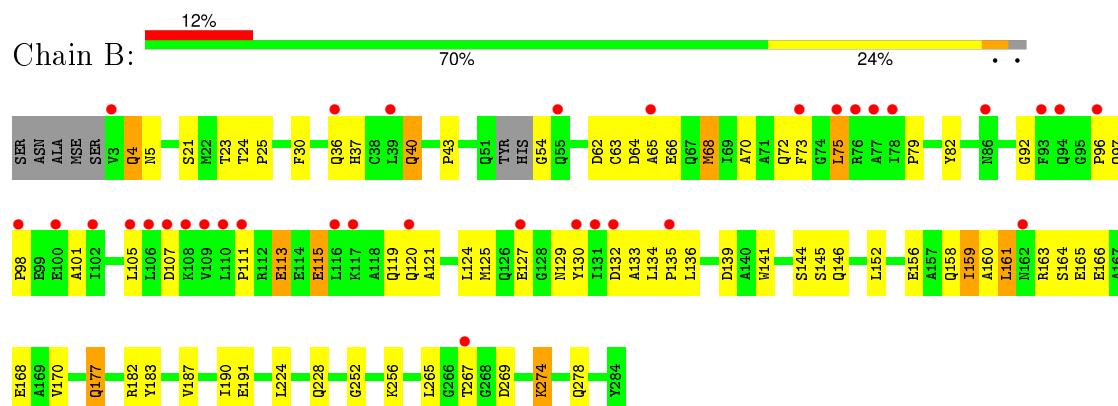 Chain B:
12%
70% 24% • •
SER ASN ALA MSE SER V3 Q4 N5 S21 M22 T23 T24 P25 F30 Q36 H37 C38 L39 Q40 P43 Q51 TYR HIS G54 Q55 D62 C63 D64 A65 E66 Q67 M68 I69 A70 A71 Q72 F73 G74 L75 R76 A77 I78 P79 Y82 N86 G92 F93 Q94 G95 P96
P98 E99 E100 A101 I102 L105 L106 D107 K108 V109 L110 P111 R112 E113 E114 E115 L116 K117 A118 Q119 Q120 A121 L124 M125 Q126 E127 G128 N129 Y130 I131 D132 A133 L134 P135 L136 D139 A140 W141 S144 S145 Q146 L152 E156 A157 Q158 I159 A160 L161 N162 R163 S164 E165 E166 A167
E168 A169 V170 Q177 R182 Y183 V187 I190 E191 L224 Q228 G252 K256 L265 G266 T267 G268 D269 K274 Q278 Y284